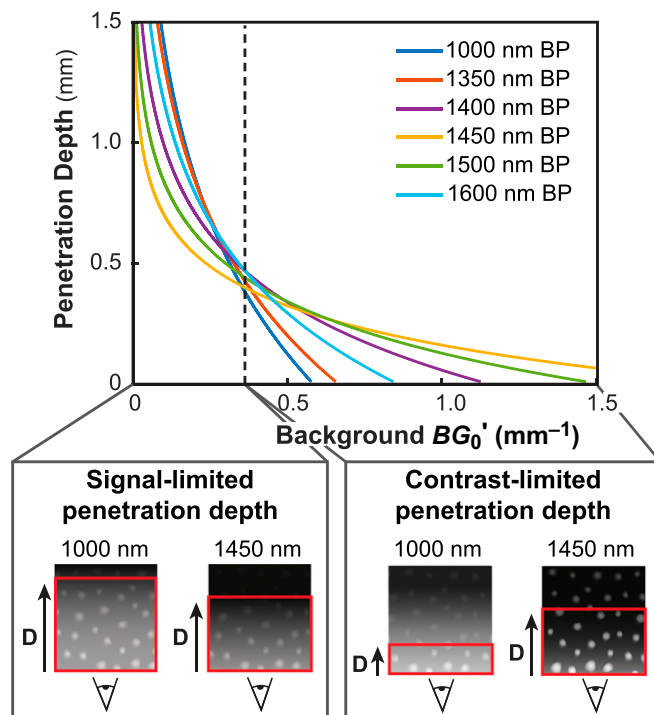 1.5
1.0
0.5
0
Penetration Depth (mm)
1000 nm BP
1350 nm BP
1400 nm BP
1450 nm BP
1500 nm BP
1600 nm BP
0 0.5 1.0 1.5
Background BG₀' (mm⁻¹)
Signal-limited
penetration depth
1000 nm 1450 nm
D D
Contrast-limited
penetration depth
1000 nm 1450 nm
D D